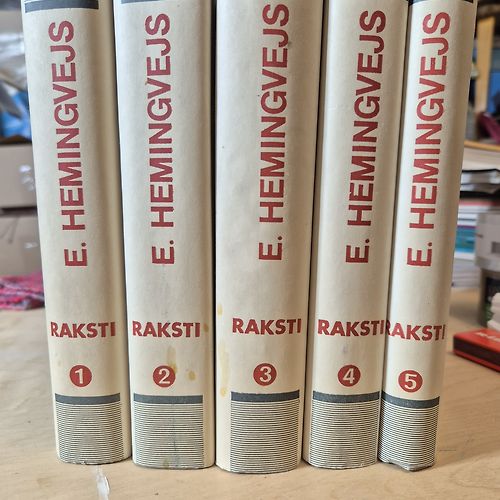 E. HEMINGVEJS
RAKSTI
1
E. HEMINGVEJS
RAKSTI
2
E. HEMINGVEJS
RAKSTI
3
E. HEMINGVEJS
RAKSTI
4
E. HEMINGVEJS
RAKSTI
5